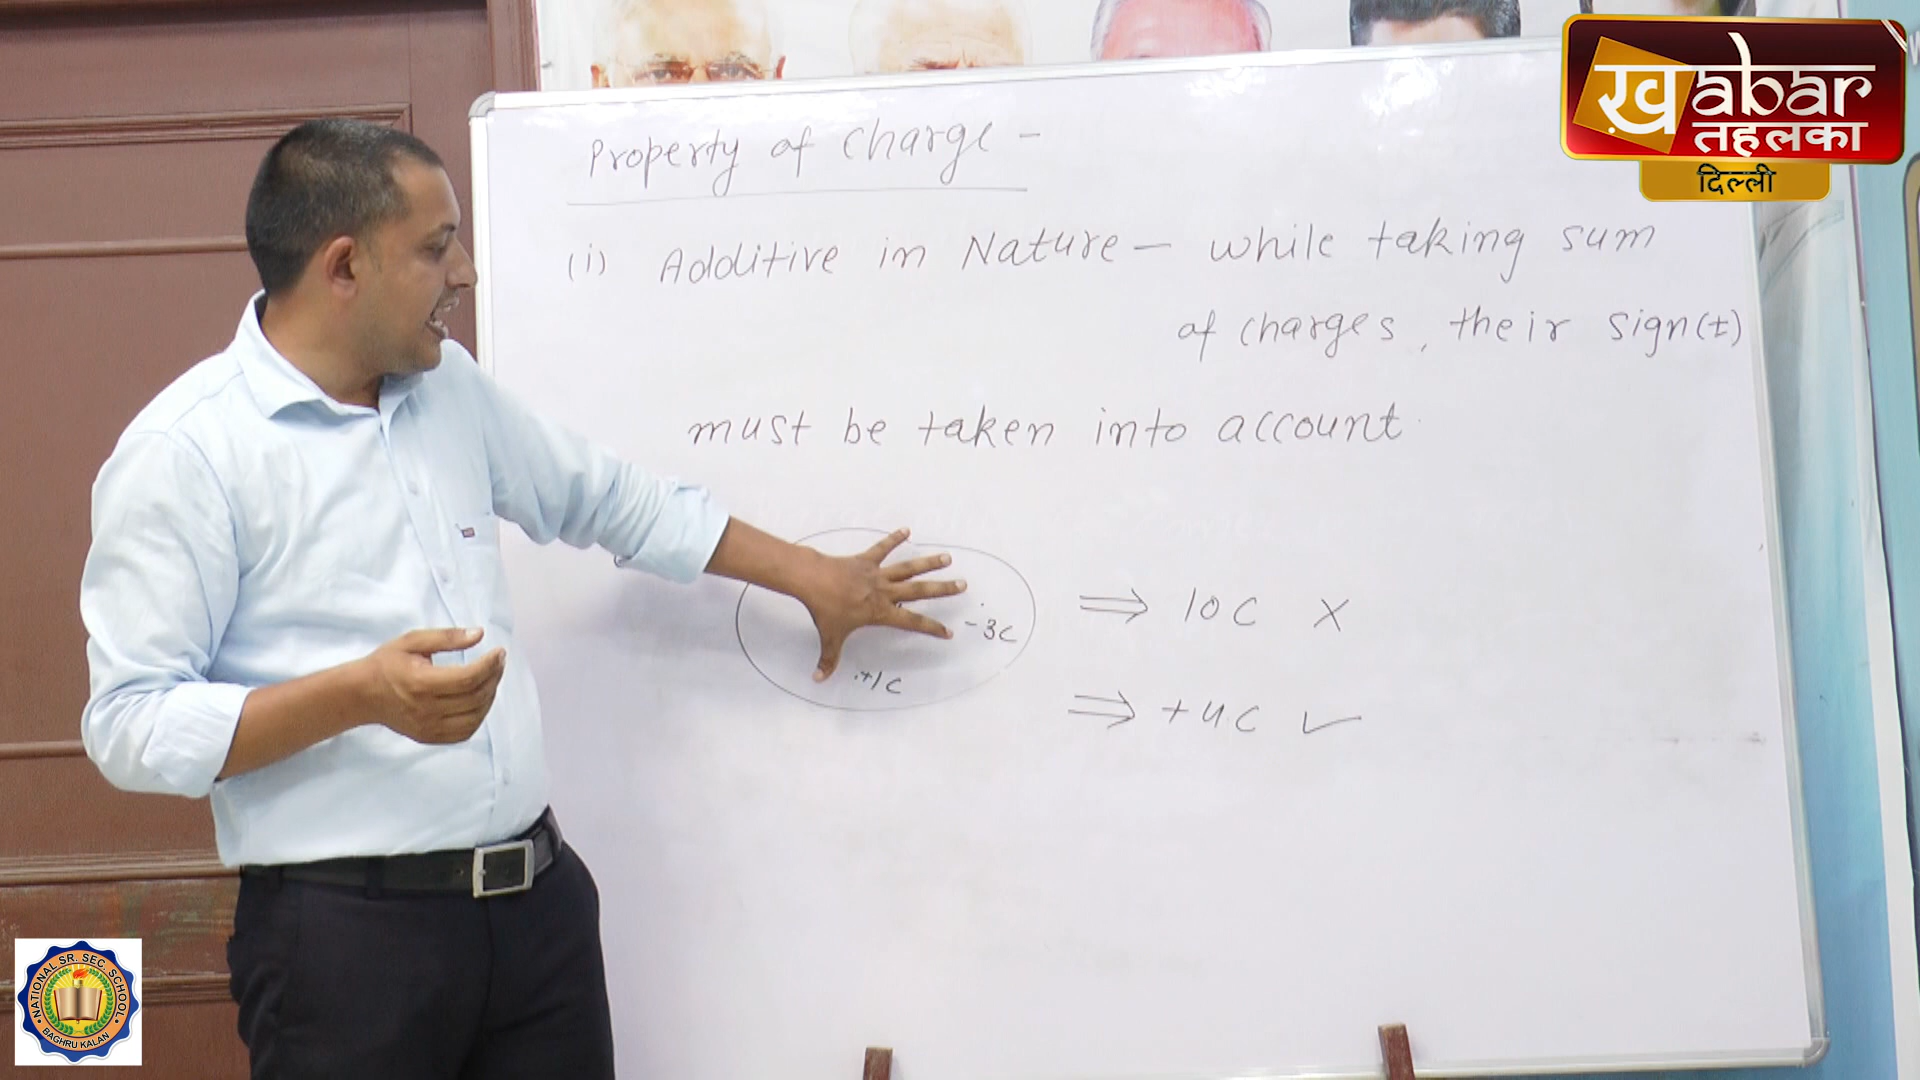 ख़abar
तहलका
दिल्ली
Property of Charge -
(i) Additive in Nature - while taking sum
of charges, their sign(±)
must be taken into account.
-3C
⇒ 10 C X
.+1C
⇒ +4C ✓
NATIONAL SR. SEC. SCHOOL
BAGHRU KALAN